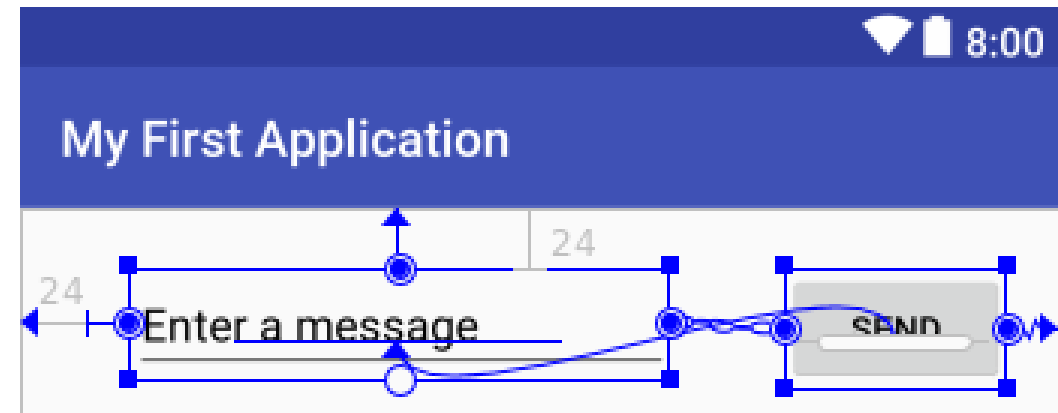 8:00
My First Application
24
24
Enter a message
SEND